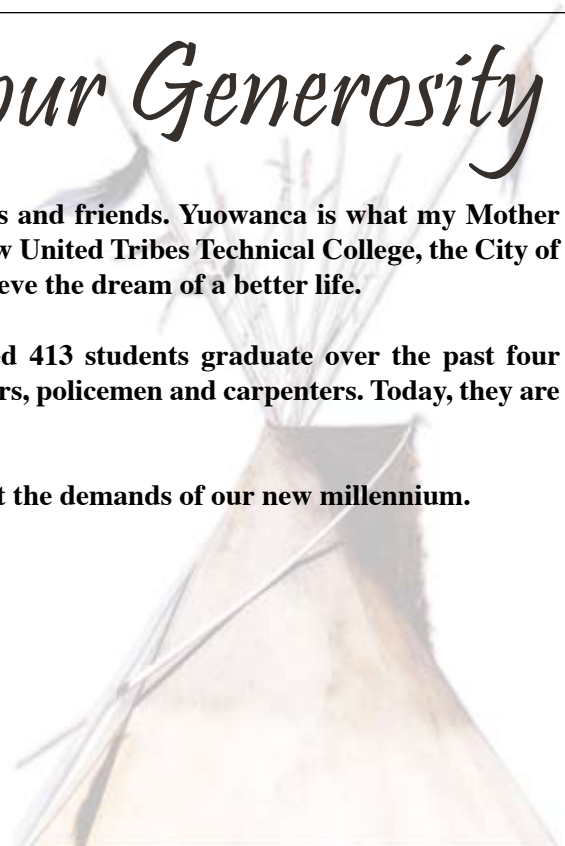 our Generosity
s and friends. Yuowanca is what my Mother
w United Tribes Technical College, the City of
eve the dream of a better life.
ed 413 students graduate over the past four
rs, policemen and carpenters. Today, they are
t the demands of our new millennium.